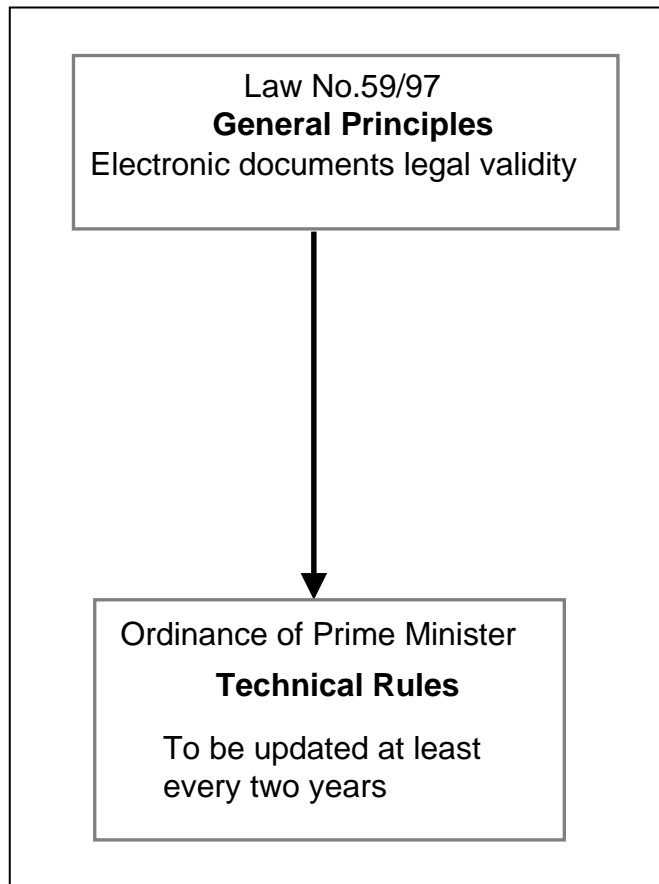 Law No.59/97
General Principles
Electronic documents legal validity
Ordinance of Prime Minister
Technical Rules
To be updated at least
every two years